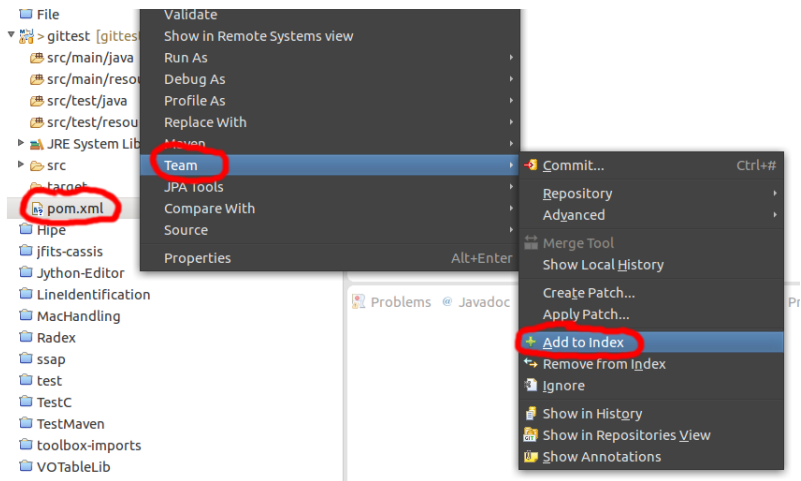 File
> gittest [gittes
src/main/java
src/main/resou
src/test/java
src/test/resou
JRE System Lib
src
target
pom.xml
Hipe
jfits-cassis
Jython-Editor
LineIdentification
MacHandling
Radex
ssap
test
TestC
TestMaven
toolbox-imports
VOTableLib
Validate
Show in Remote Systems view
Run As
Debug As
Profile As
Replace With
Maven
Team
JPA Tools
Compare With
Source
Properties Alt+Enter
Problems @ Javadoc
Pr
Commit... Ctrl+#
Repository
Advanced
Merge Tool
Show Local History
Create Patch...
Apply Patch...
Add to Index
Remove from Index
Ignore
Show in History
Show in Repositories View
Show Annotations